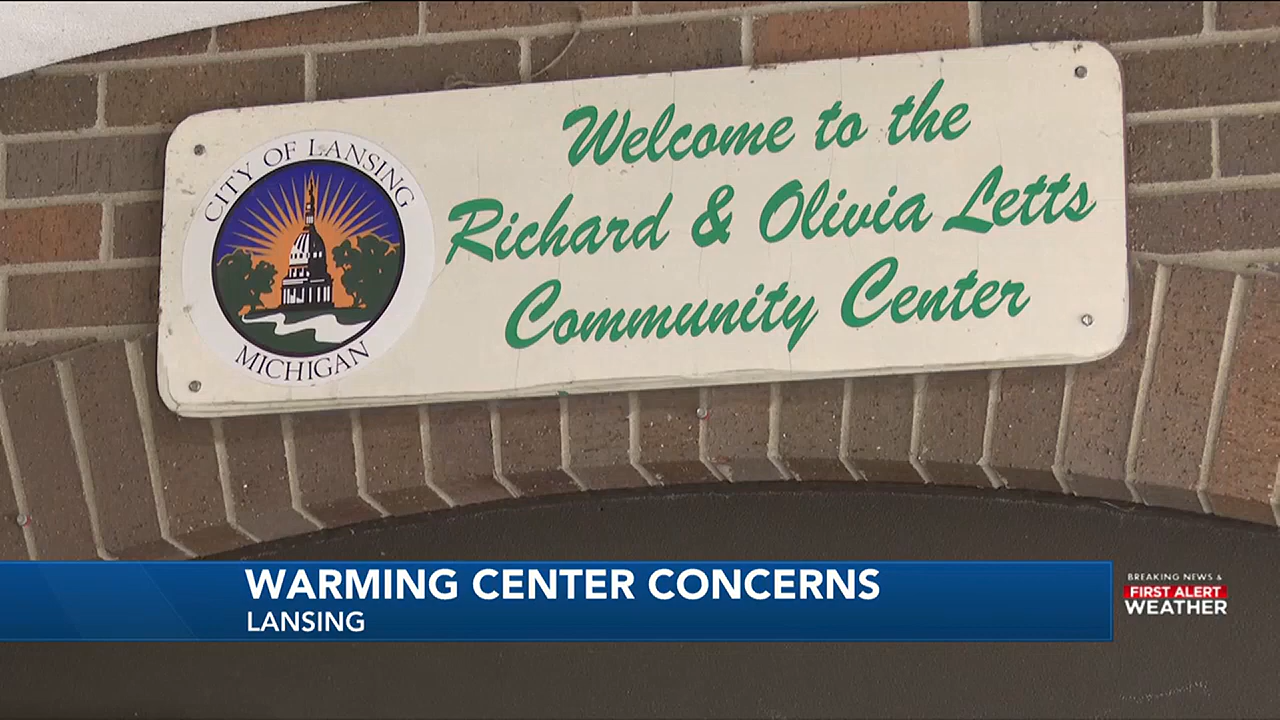 CITY OF LANSING
MICHIGAN
Welcome to the
Richard & Olivia Letts
Community Center
WARMING CENTER CONCERNS
LANSING
BREAKING NEWS &
FIRST ALERT
WEATHER